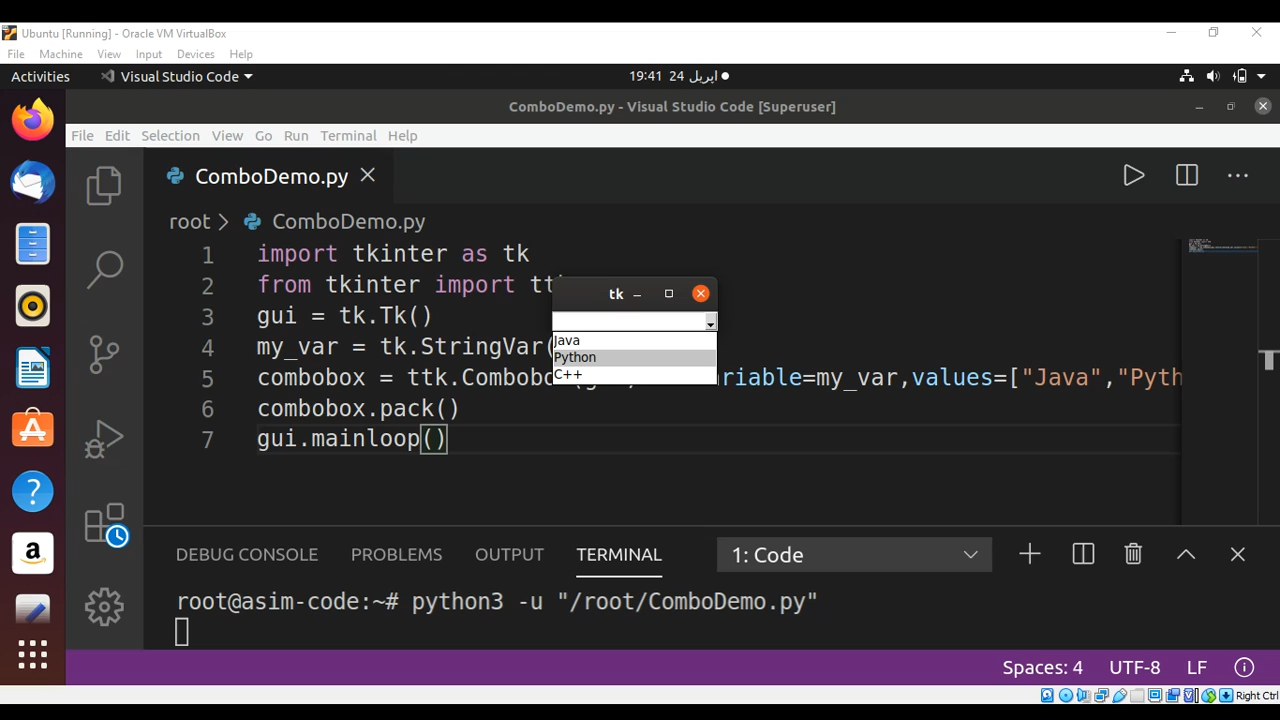 Ubuntu [Running] - Oracle VM VirtualBox
File Machine View Input Devices Help
Activities Visual Studio Code 19:41 24 اپریل
ComboDemo.py - Visual Studio Code [Superuser]
File Edit Selection View Go Run Terminal Help
ComboDemo.py
root > ComboDemo.py
1 import tkinter as tk
2 from tkinter import
tk
3 gui = tk.Tk()
4 my_var = tk.StringVar(
Java
Python
C++
5 combobox = ttk.Combobo riable=my_var,values=["Java","Pyth
6 combobox.pack()
7 gui.mainloop()
DEBUG CONSOLE PROBLEMS OUTPUT TERMINAL 1: Code
root@asim-code:~# python3 -u "/root/ComboDemo.py"
Spaces: 4 UTF-8 LF
Right Ctrl